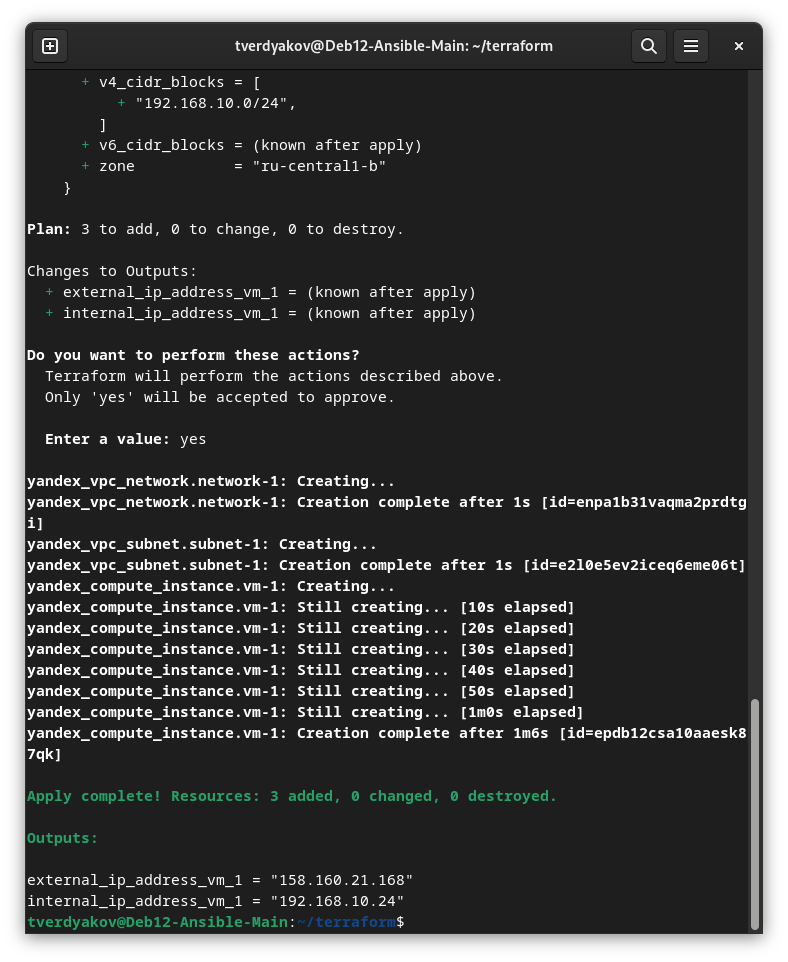 tverdyakov@Deb12-Ansible-Main: ~/terraform
      + v4_cidr_blocks = [
          + "192.168.10.0/24",
        ]
      + v6_cidr_blocks = (known after apply)
      + zone           = "ru-central1-b"
    }

Plan: 3 to add, 0 to change, 0 to destroy.

Changes to Outputs:
  + external_ip_address_vm_1 = (known after apply)
  + internal_ip_address_vm_1 = (known after apply)

Do you want to perform these actions?
  Terraform will perform the actions described above.
  Only 'yes' will be accepted to approve.

  Enter a value: yes

yandex_vpc_network.network-1: Creating...
yandex_vpc_network.network-1: Creation complete after 1s [id=enpa1b31vaqma2prdtg
i]
yandex_vpc_subnet.subnet-1: Creating...
yandex_vpc_subnet.subnet-1: Creation complete after 1s [id=e2l0e5ev2iceq6eme06t]
yandex_compute_instance.vm-1: Creating...
yandex_compute_instance.vm-1: Still creating... [10s elapsed]
yandex_compute_instance.vm-1: Still creating... [20s elapsed]
yandex_compute_instance.vm-1: Still creating... [30s elapsed]
yandex_compute_instance.vm-1: Still creating... [40s elapsed]
yandex_compute_instance.vm-1: Still creating... [50s elapsed]
yandex_compute_instance.vm-1: Still creating... [1m0s elapsed]
yandex_compute_instance.vm-1: Creation complete after 1m6s [id=epdb12csa10aaesk8
7qk]

Apply complete! Resources: 3 added, 0 changed, 0 destroyed.

Outputs:

external_ip_address_vm_1 = "158.160.21.168"
internal_ip_address_vm_1 = "192.168.10.24"
tverdyakov@Deb12-Ansible-Main:~/terraform$